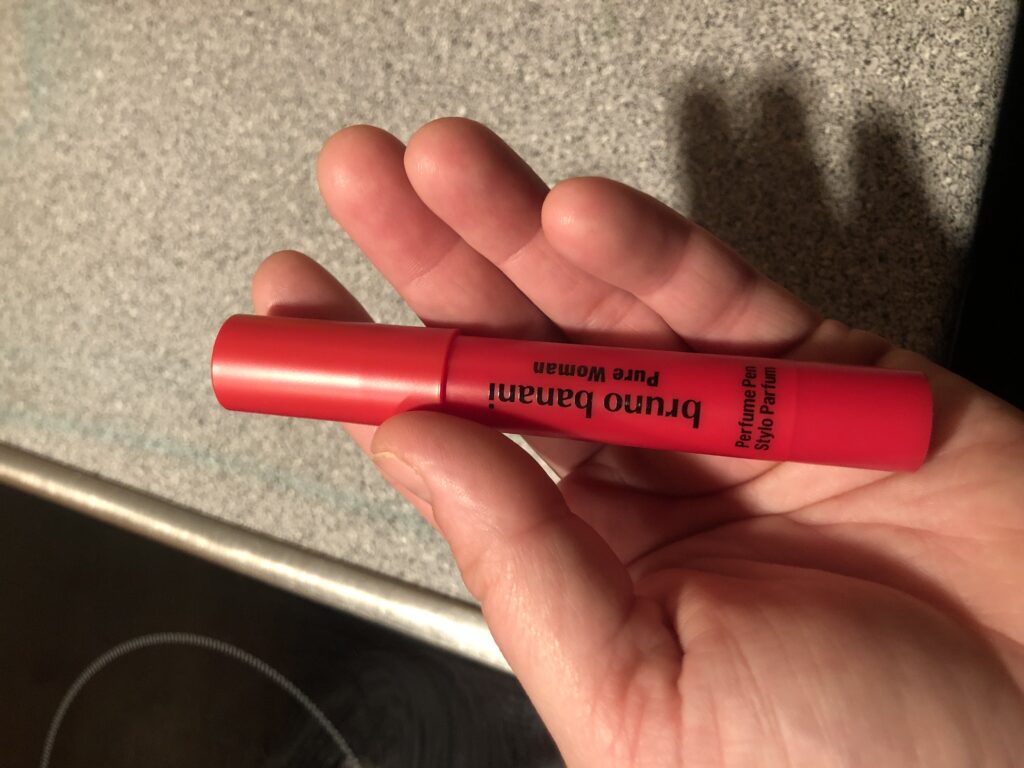 bruno banani
Pure Woman
Perfume Pen
Stylo Parfum